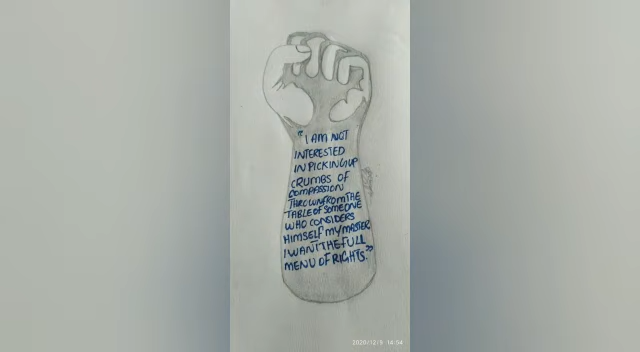 "I AM NOT
INTERESTED
IN PICKING UP
CRUMBS OF
COMPASSION
THROWN FROM THE
TABLE OF SOMEONE
WHO CONSIDERS
HIMSELF MY MASTER
I WANT THE FULL
MENU OF RIGHTS."
2020/12/9 14:04